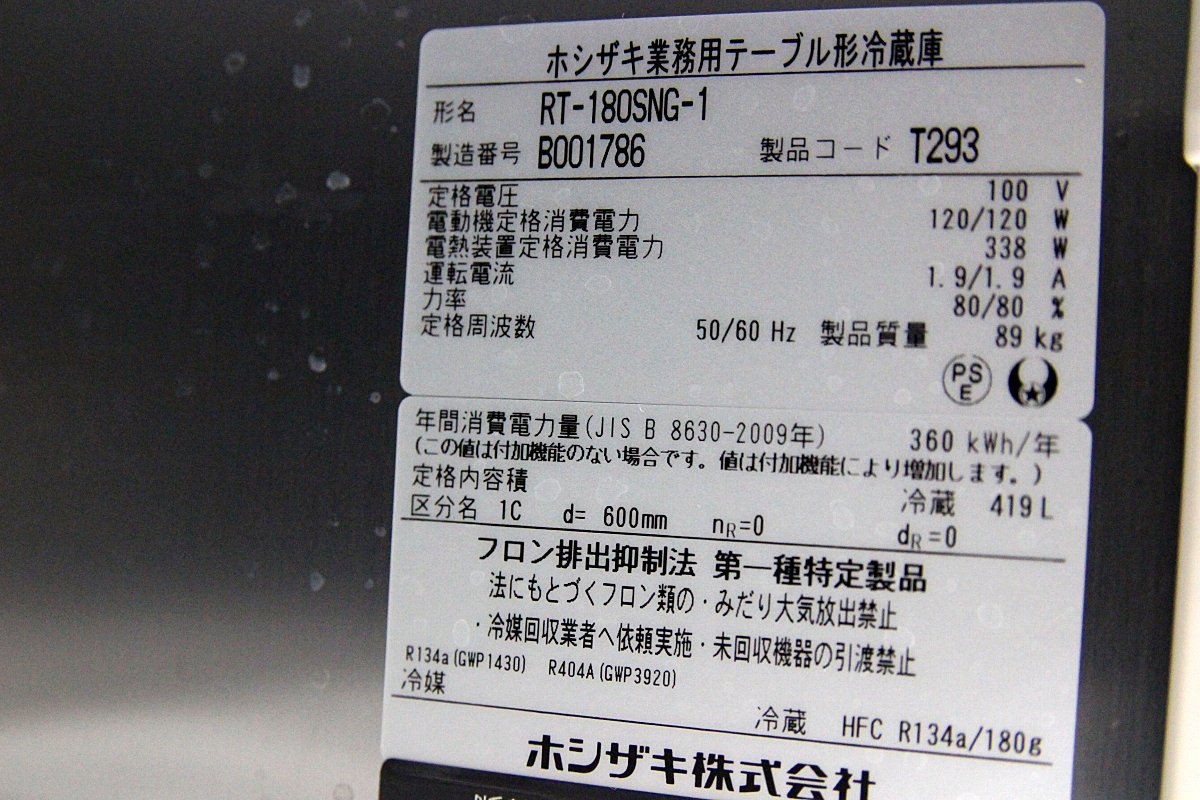 ホシザキ業務用テーブル形冷蔵庫
形名 RT-180SNG-1
製造番号 B001786 製品コード T293
定格電圧 100 V
電動機定格消費電力 120/120 W
電熱装置定格消費電力 338 W
運転電流 1.9/1.9 A
力率 80/80 %
定格周波数 50/60 Hz 製品質量 89 kg
PS E
年間消費電力量(JIS B 8630-2009年) 360 kWh/年
(この値は付加機能のない場合です。値は付加機能により増加します。)
定格内容積 冷蔵 419 L
区分名 1C d= 600mm nR=0 dR=0
フロン排出抑制法 第一種特定製品
法にもとづくフロン類の・みだり大気放出禁止
・冷媒回収業者へ依頼実施・未回収機器の引渡禁止
R134a(GWP1430) R404A(GWP3920)
冷媒 冷蔵 HFC R134a/180g
ホシザキ株式会社